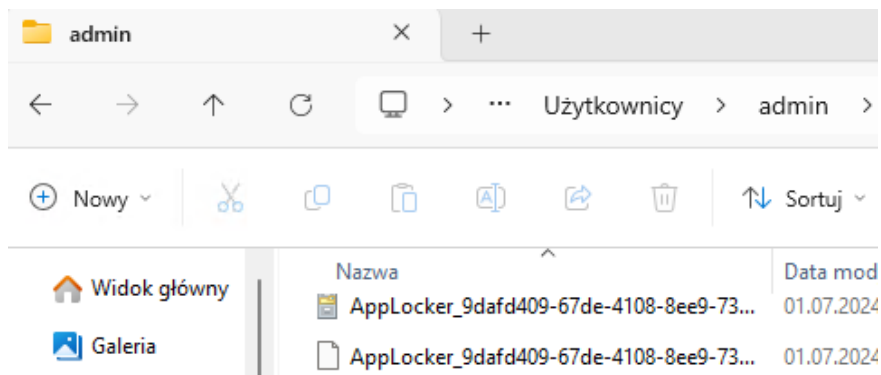 admin
Użytkownicy > admin >
Nowy Sortuj
Nazwa Data mod
Widok główny
AppLocker_9dafd409-67de-4108-8ee9-73... 01.07.2024
Galeria
AppLocker_9dafd409-67de-4108-8ee9-73... 01.07.2024